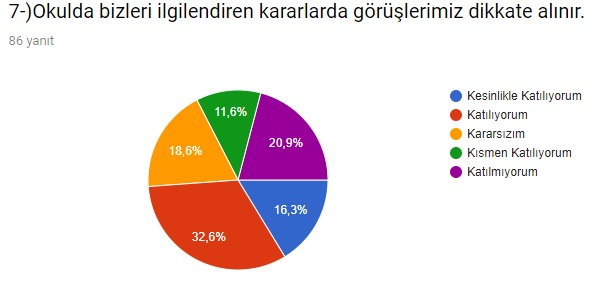 7-)Okulda bizleri ilgilendiren kararlarda görüşlerimiz dikkate alınır.
86 yanıt
Kesinlikle Katılıyorum
Katılıyorum
Kararsızım
Kısmen Katılıyorum
Katılmıyorum
11,6%
20,9%
18,6%
16,3%
32,6%